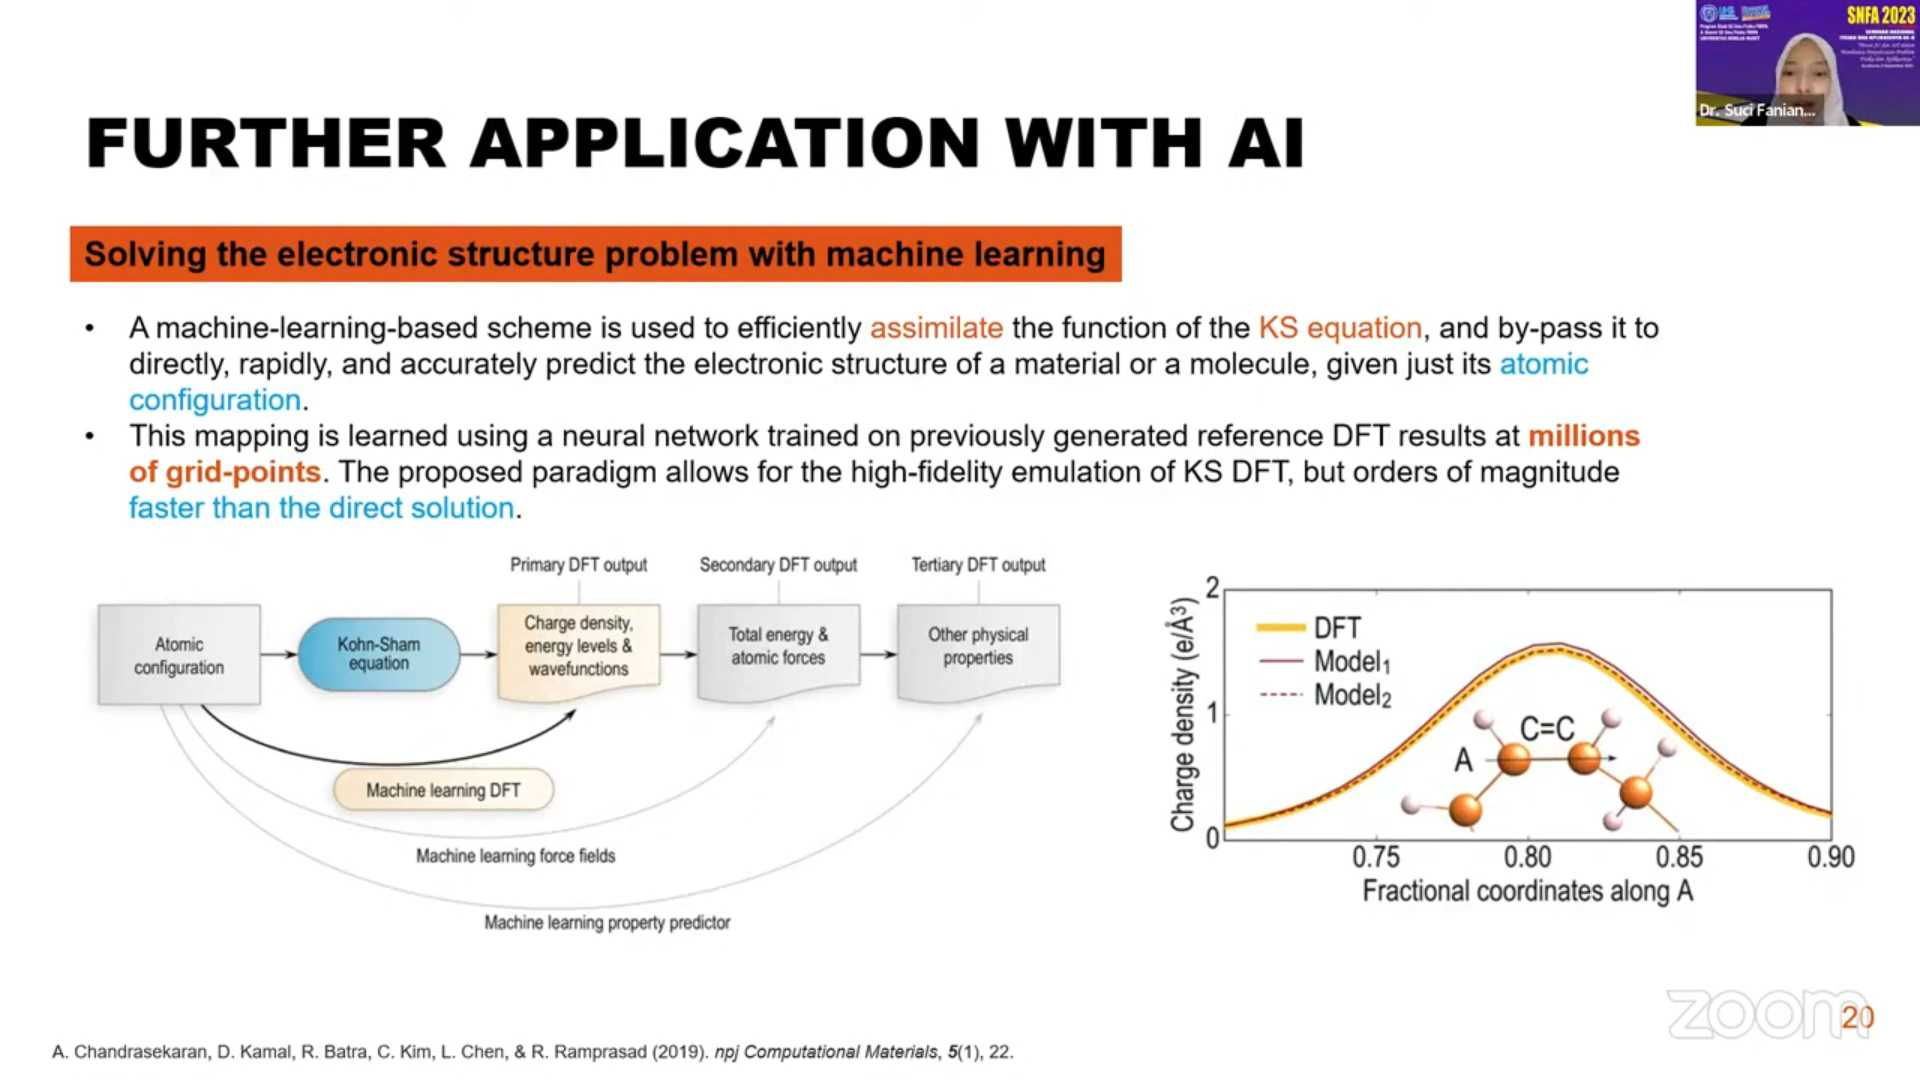 SNFA 2023
Dr. Suci Fanian...
FURTHER APPLICATION WITH AI
Solving the electronic structure problem with machine learning
• A machine-learning-based scheme is used to efficiently assimilate the function of the KS equation, and by-pass it to
directly, rapidly, and accurately predict the electronic structure of a material or a molecule, given just its atomic
configuration.
• This mapping is learned using a neural network trained on previously generated reference DFT results at millions
of grid-points. The proposed paradigm allows for the high-fidelity emulation of KS DFT, but orders of magnitude
faster than the direct solution.
Primary DFT output
Secondary DFT output
Tertiary DFT output
Atomic
configuration
Kohn-Sham
equation
Charge density,
energy levels &
wavefunctions
Total energy &
atomic forces
Other physical
properties
Machine learning DFT
Machine learning force fields
Machine learning property predictor
Charge density (e/Å³)
2
1
0
DFT
Model₁
Model₂
C=C
A
0.75
0.80
0.85
0.90
Fractional coordinates along A
zoom
20
A. Chandrasekaran, D. Kamal, R. Batra, C. Kim, L. Chen, & R. Ramprasad (2019). npj Computational Materials, 5(1), 22.